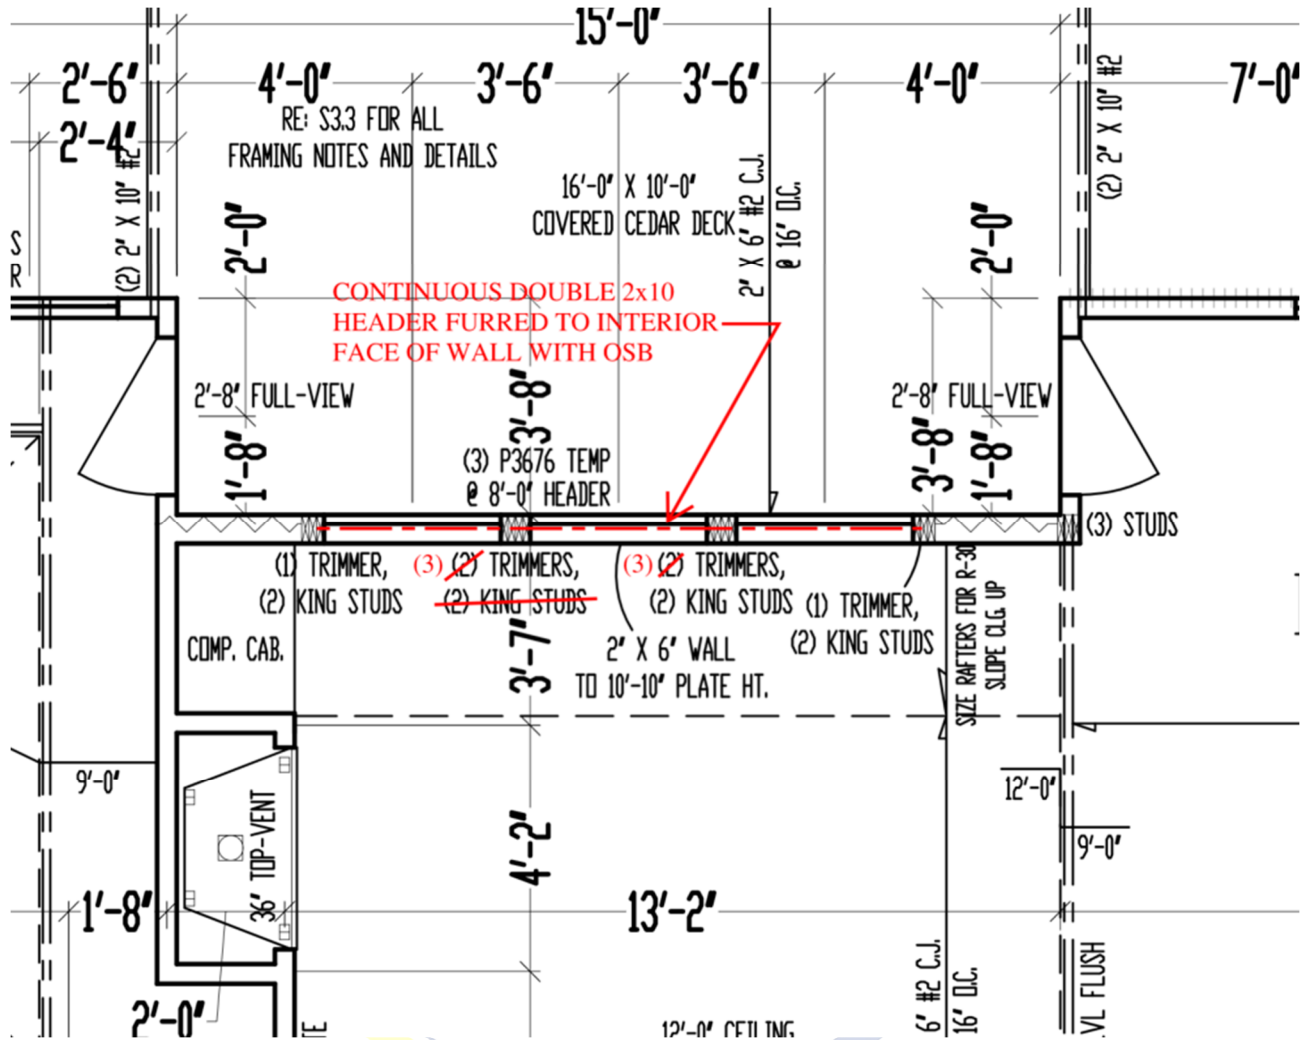 15'-0"
2'-6"
4'-0"
3'-6"
3'-6"
4'-0"
7'-0"
2'-4"
RE: S3.3 FOR ALL
FRAMING NOTES AND DETAILS
(2) 2" X 10" #2
(2) 2" X 10" #2
16'-0" X 10'-0"
COVERED CEDAR DECK
2" X 6" #2 C.J.
@ 16" O.C.
2'-0"
2'-0"
S
R
CONTINUOUS DOUBLE 2x10
HEADER FURRED TO INTERIOR
FACE OF WALL WITH OSB
2'-8" FULL-VIEW
2'-8" FULL-VIEW
3'-8"
1'-8"
3'-8"
1'-8"
(3) P3676 TEMP
@ 8'-0" HEADER
(3) STUDS
(1) TRIMMER,
(2) KING STUDS
(3) (2) TRIMMERS,
(2) KING STUDS
(3) (2) TRIMMERS,
(2) KING STUDS
(1) TRIMMER,
(2) KING STUDS
COMP. CAB.
3'-7"
2" X 6" WALL
TO 10'-10" PLATE HT.
SIZE RAFTERS FOR R-30
SLOPE CLG. UP
9'-0"
12'-0"
9'-0"
36" TOP-VENT
4'-2"
1'-8"
13'-2"
2'-0"
6" #2 C.J.
16" O.C.
VL FLUSH
TE
12'-0" CEILING